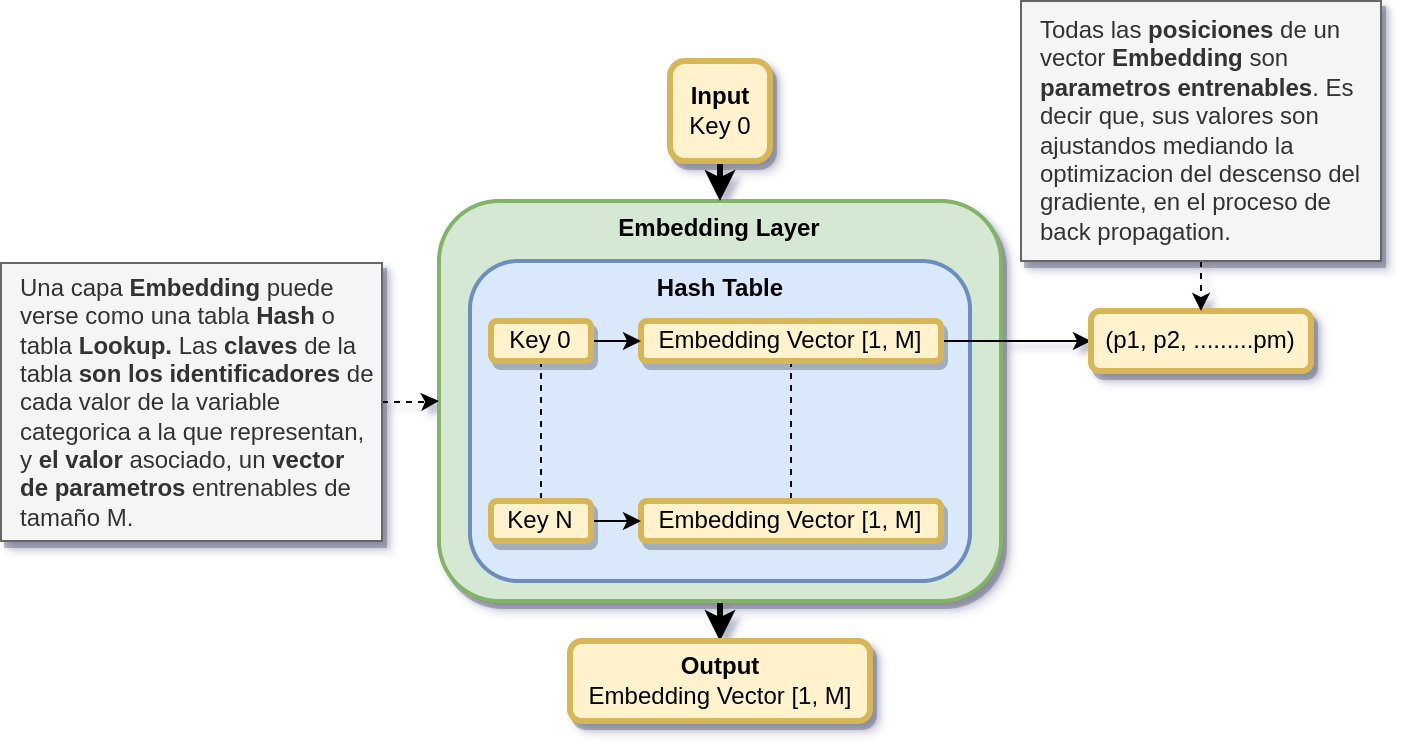 Todas las posiciones de un
vector Embedding son
parametros entrenables. Es
decir que, sus valores son
ajustandos mediando la
optimizacion del descenso del
gradiente, en el proceso de
back propagation.
Input
Key 0
Embedding Layer
Hash Table
Una capa Embedding puede
verse como una tabla Hash o
tabla Lookup. Las claves de la
tabla son los identificadores de
cada valor de la variable
categorica a la que representan,
y el valor asociado, un vector
de parametros entrenables de
tamaño M.
Key 0
Embedding Vector [1, M]
(p1, p2, .........pm)
Key N
Embedding Vector [1, M]
Output
Embedding Vector [1, M]